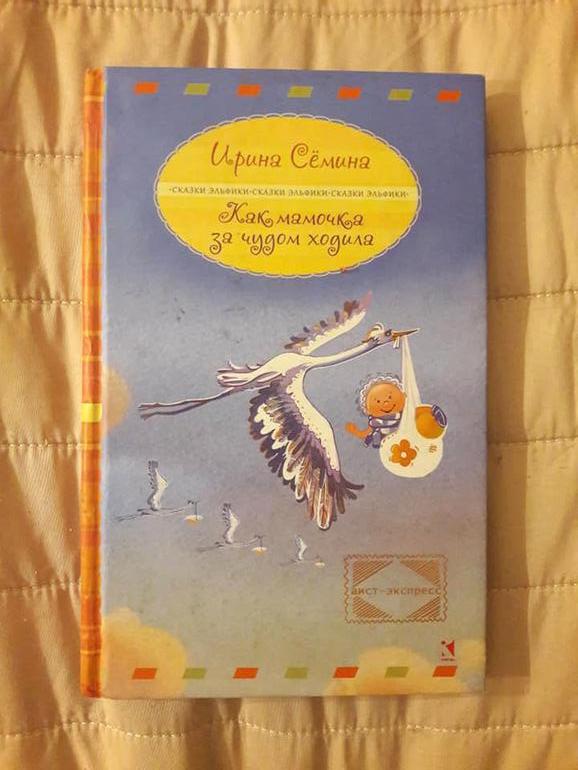 Ирина Сёмина
•СКАЗКИ ЭЛЬФИКИ•СКАЗКИ ЭЛЬФИКИ•СКАЗКИ ЭЛЬФИКИ•
Как мамочка
за чудом ходила
аист-экспресс